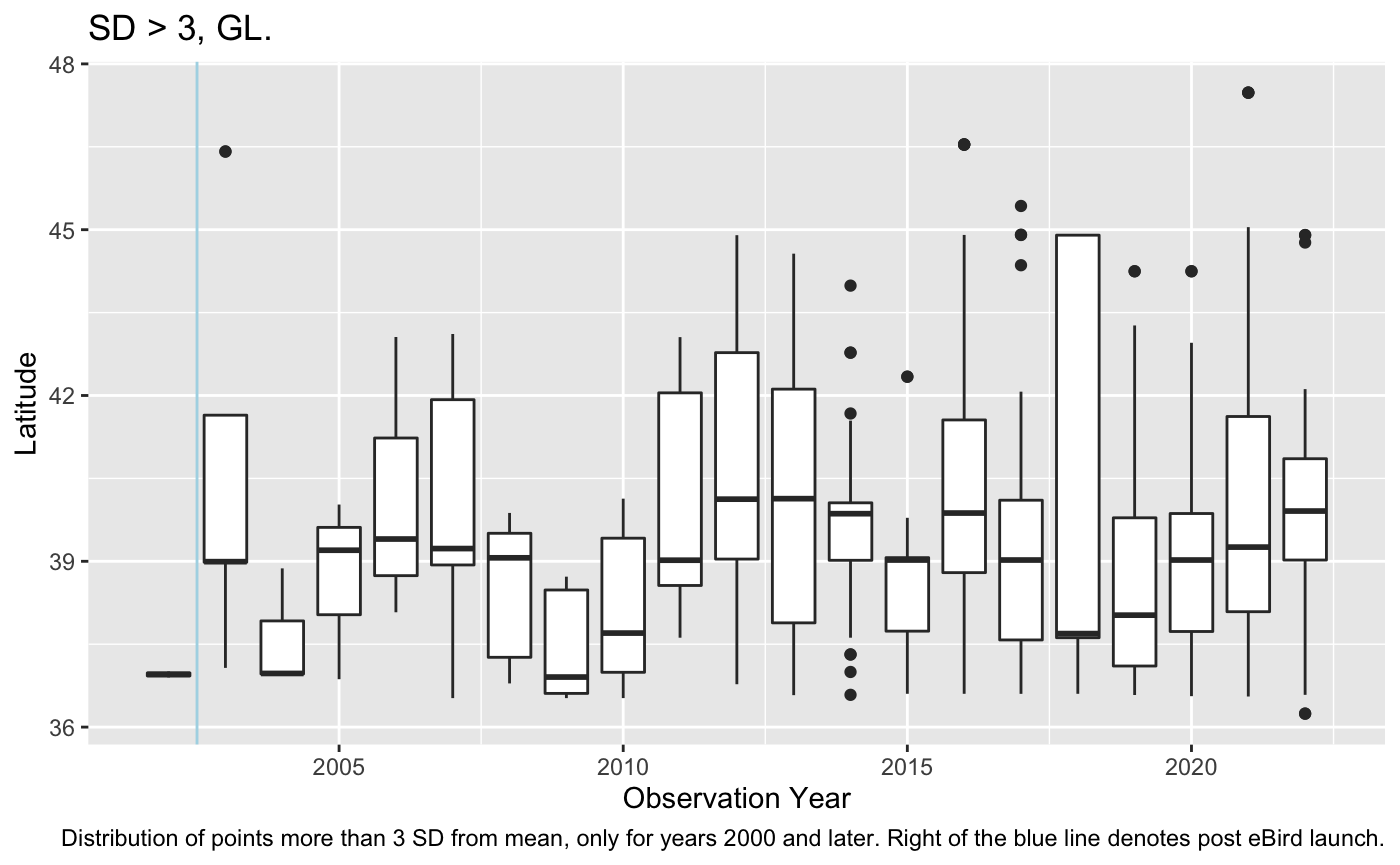 SD > 3, GL.
48
45
42
39
36
Latitude
2005 2010 2015 2020
Observation Year
Distribution of points more than 3 SD from mean, only for years 2000 and later. Right of the blue line denotes post eBird launch.